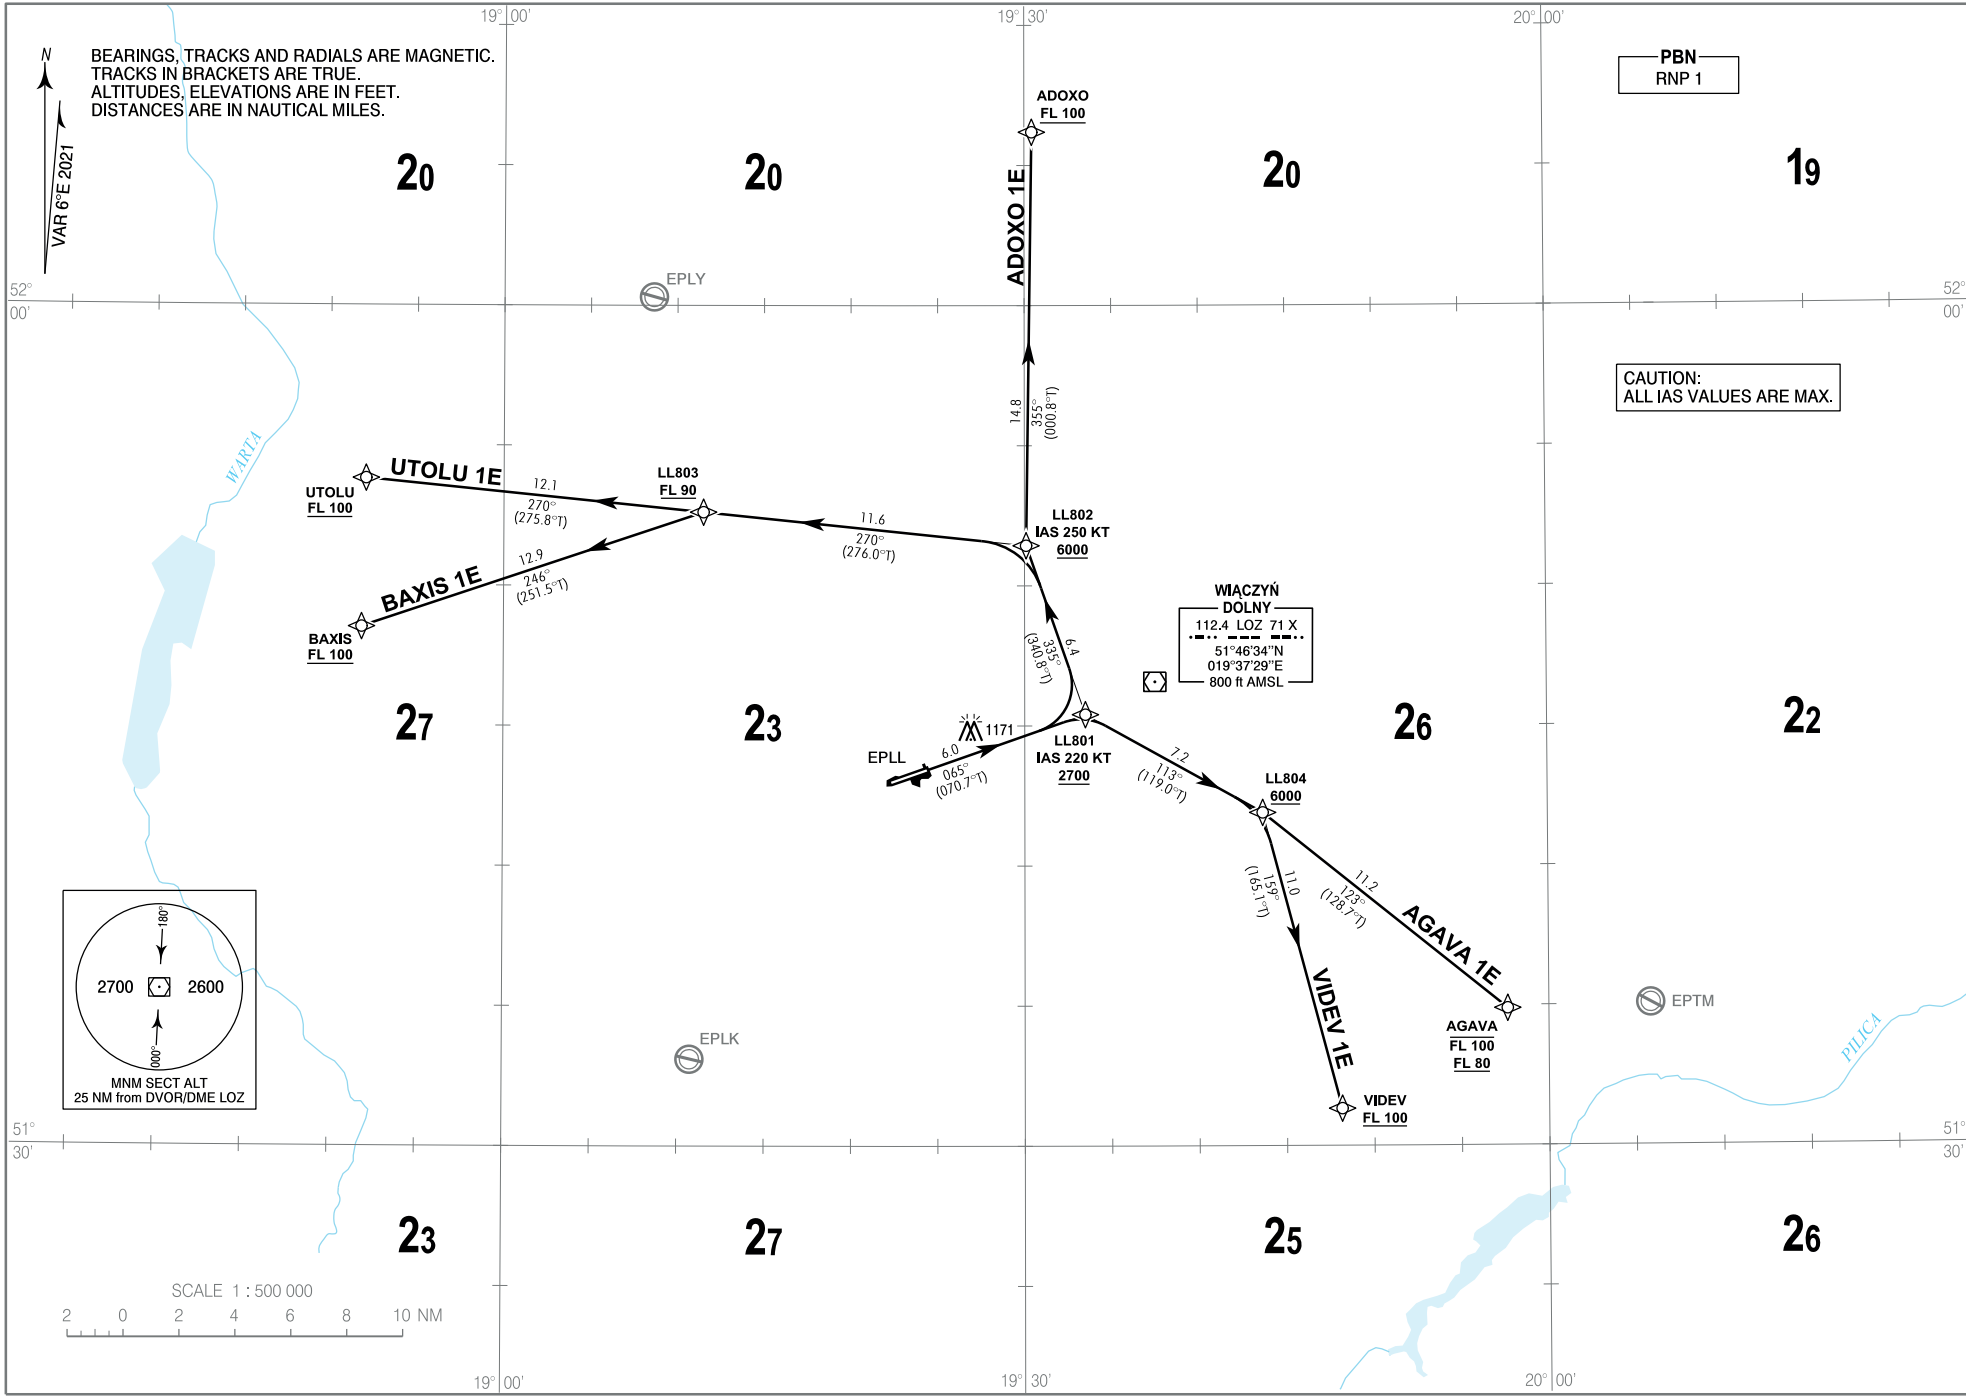 19° 00'
19° 30'
20° 00'
N
VAR 6°E 2021
BEARINGS, TRACKS AND RADIALS ARE MAGNETIC.
TRACKS IN BRACKETS ARE TRUE.
ALTITUDES, ELEVATIONS ARE IN FEET.
DISTANCES ARE IN NAUTICAL MILES.
PBN
RNP 1
ADOXO
FL 100
20
20
20
19
ADOXO 1E
EPLY
52°
00'
52°
00'
CAUTION:
ALL IAS VALUES ARE MAX.
14.8
355°
(000.8°T)
WARTA
UTOLU 1E
UTOLU
FL 100
12.1
270°
(275.8°T)
LL803
FL 90
11.6
270°
(276.0°T)
LL802
IAS 250 KT
6000
12.9
246°
(251.5°T)
BAXIS 1E
BAXIS
FL 100
6.4
335°
(340.8°T)
WIĄCZYŃ
DOLNY
112.4 LOZ 71 X
51°46'34"N
019°37'29"E
800 ft AMSL
27
23
26
22
1171
EPLL
6.0
065°
(070.7°T)
LL801
IAS 220 KT
2700
7.2
113°
(119.0°T)
LL804
6000
11.0
159°
(165.1°T)
11.2
123°
(128.7°T)
AGAVA 1E
VIDEV 1E
180°
2700
2600
000°
MNM SECT ALT
25 NM from DVOR/DME LOZ
EPLK
EPTM
AGAVA
FL 100
FL 80
PILICA
VIDEV
FL 100
51°
30'
51°
30'
23
27
25
26
SCALE 1 : 500 000
2 0 2 4 6 8 10 NM
19° 00'
19° 30'
20° 00'